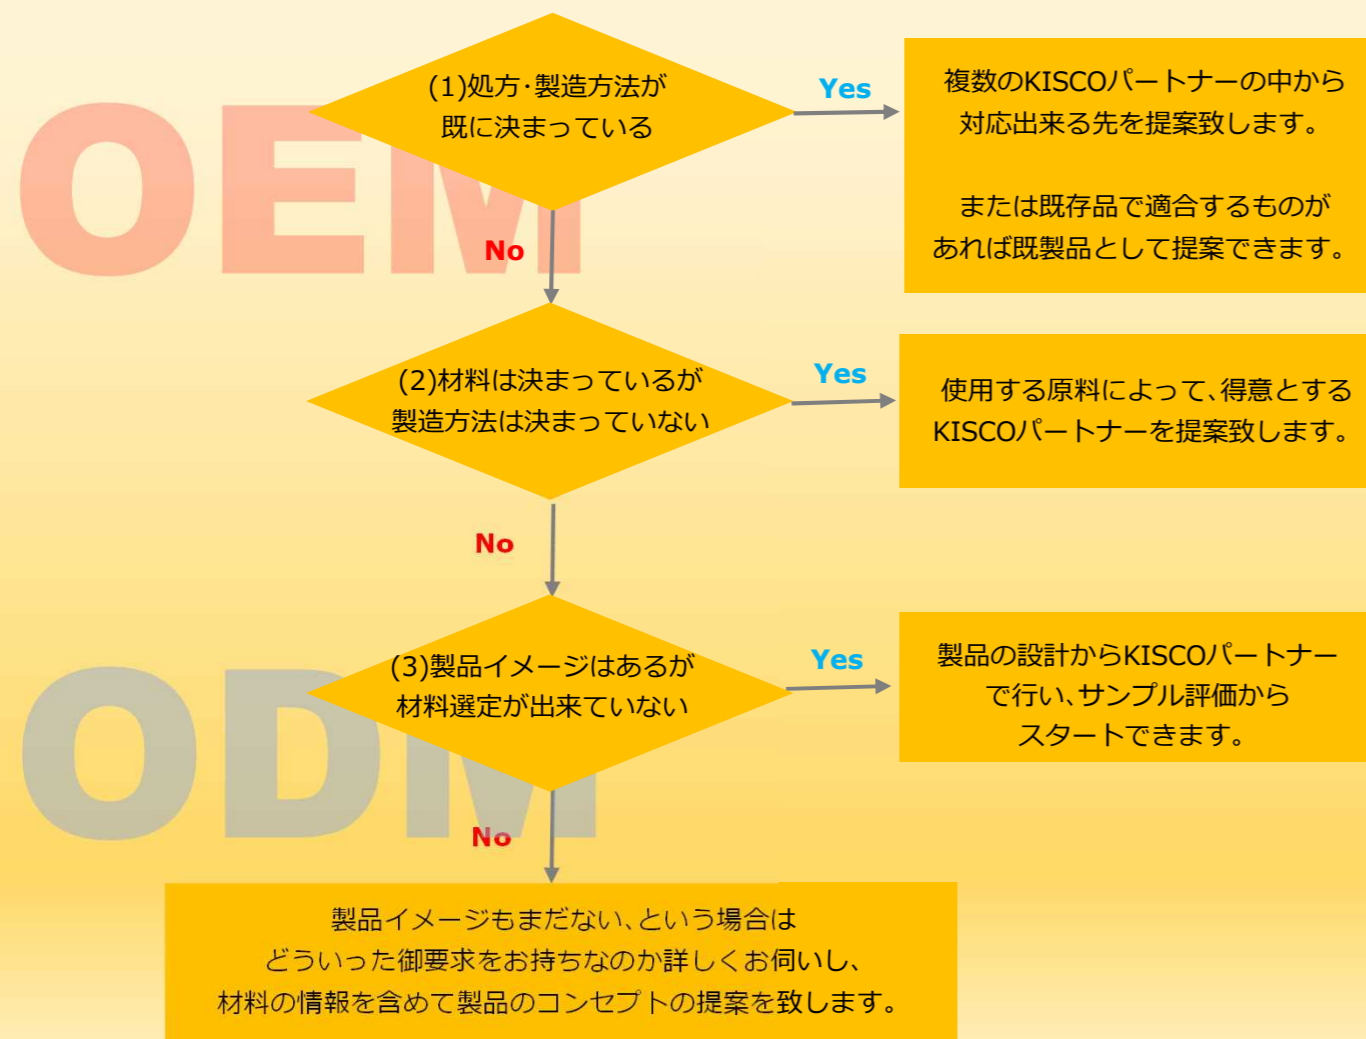 OEM
(1)処方・製造方法が
既に決まっている
Yes
複数のKISCOパートナーの中から
対応出来る先を提案致します。
または既存品で適合するものが
あれば既製品として提案できます。
No
(2)材料は決まっているが
製造方法は決まっていない
Yes
使用する原料によって、得意とする
KISCOパートナーを提案致します。
No
ODM
(3)製品イメージはあるが
材料選定が出来ていない
Yes
製品の設計からKISCOパートナー
で行い、サンプル評価から
スタートできます。
No
製品イメージもまだない、という場合は
どういった御要求をお持ちなのか詳しくお伺いし、
材料の情報を含めて製品のコンセプトの提案を致します。